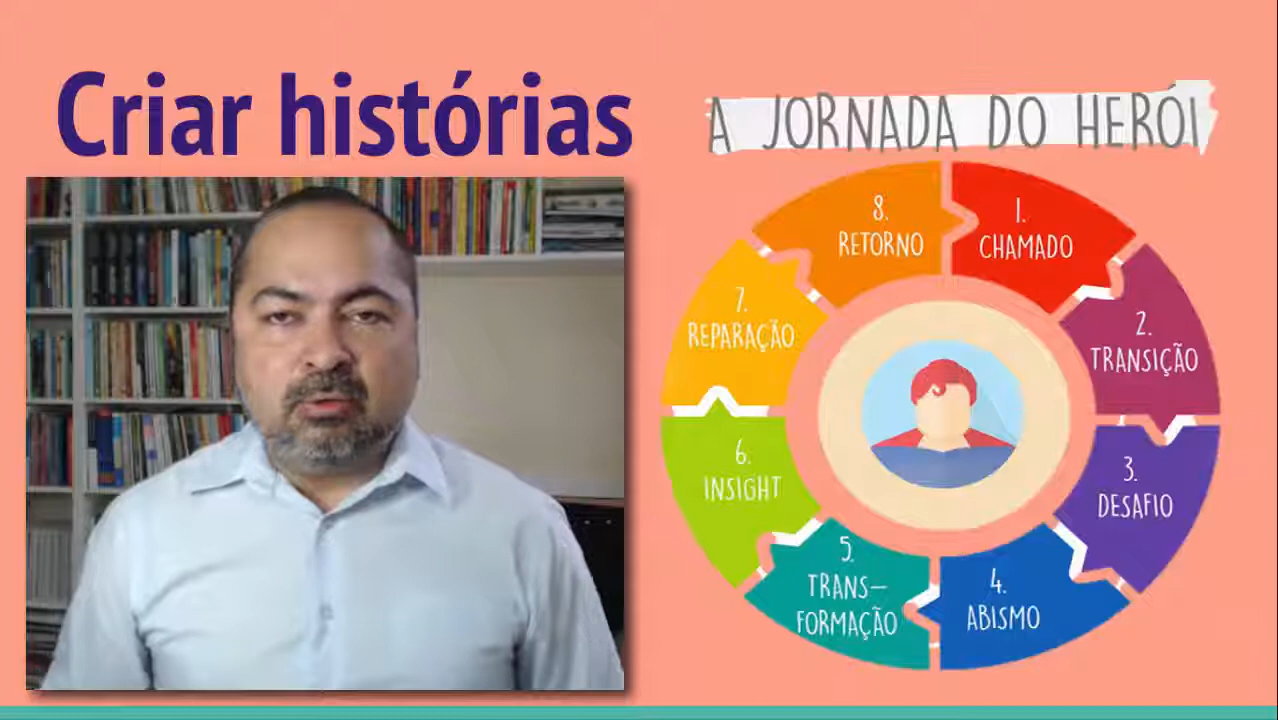 Criar histórias
A JORNADA DO HERÓI
1.
CHAMADO
2.
TRANSIÇÃO
3.
DESAFIO
4.
ABISMO
5.
TRANS–
FORMAÇÃO
6.
INSIGHT
7.
REPARAÇÃO
8.
RETORNO